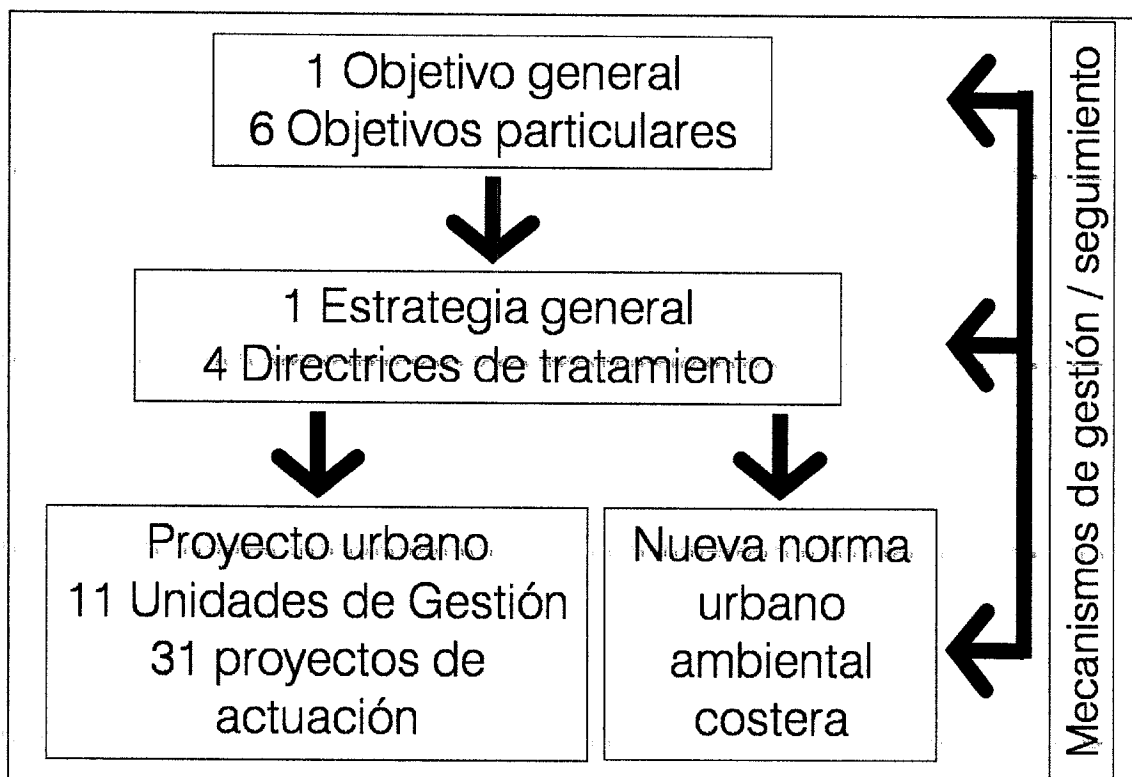 1 Objetivo general
6 Objetivos particulares
1 Estrategia general
4 Directrices de tratamiento
Proyecto urbano
11 Unidades de Gestión
31 proyectos de
actuación
Nueva norma
urbano
ambiental
costera
Mecanismos de gestión / seguimiento